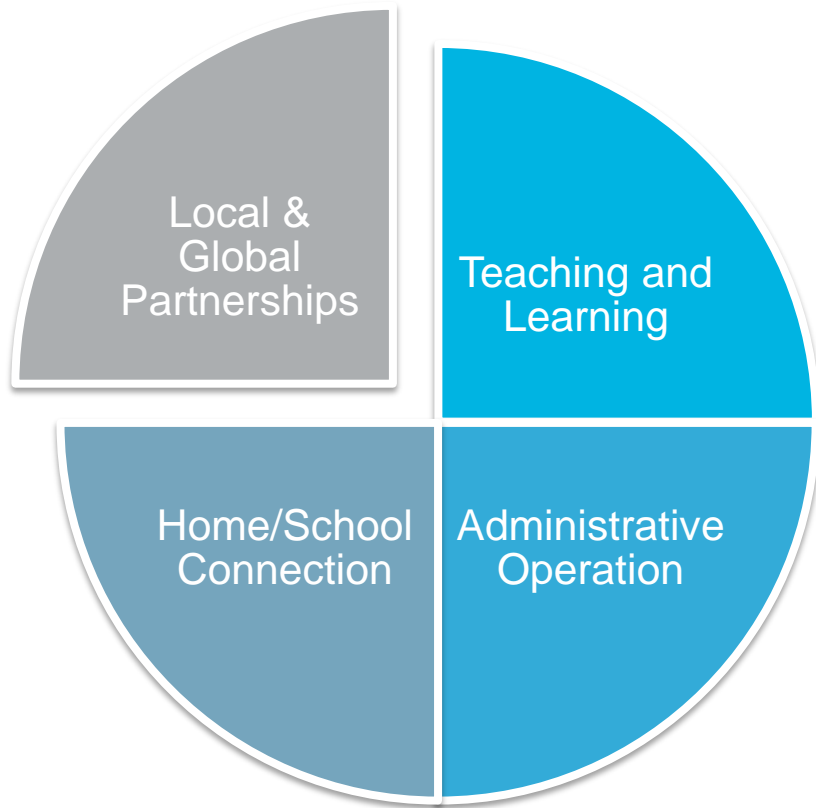 Local &
Global
Partnerships
Teaching and
Learning
Home/School
Connection
Administrative
Operation